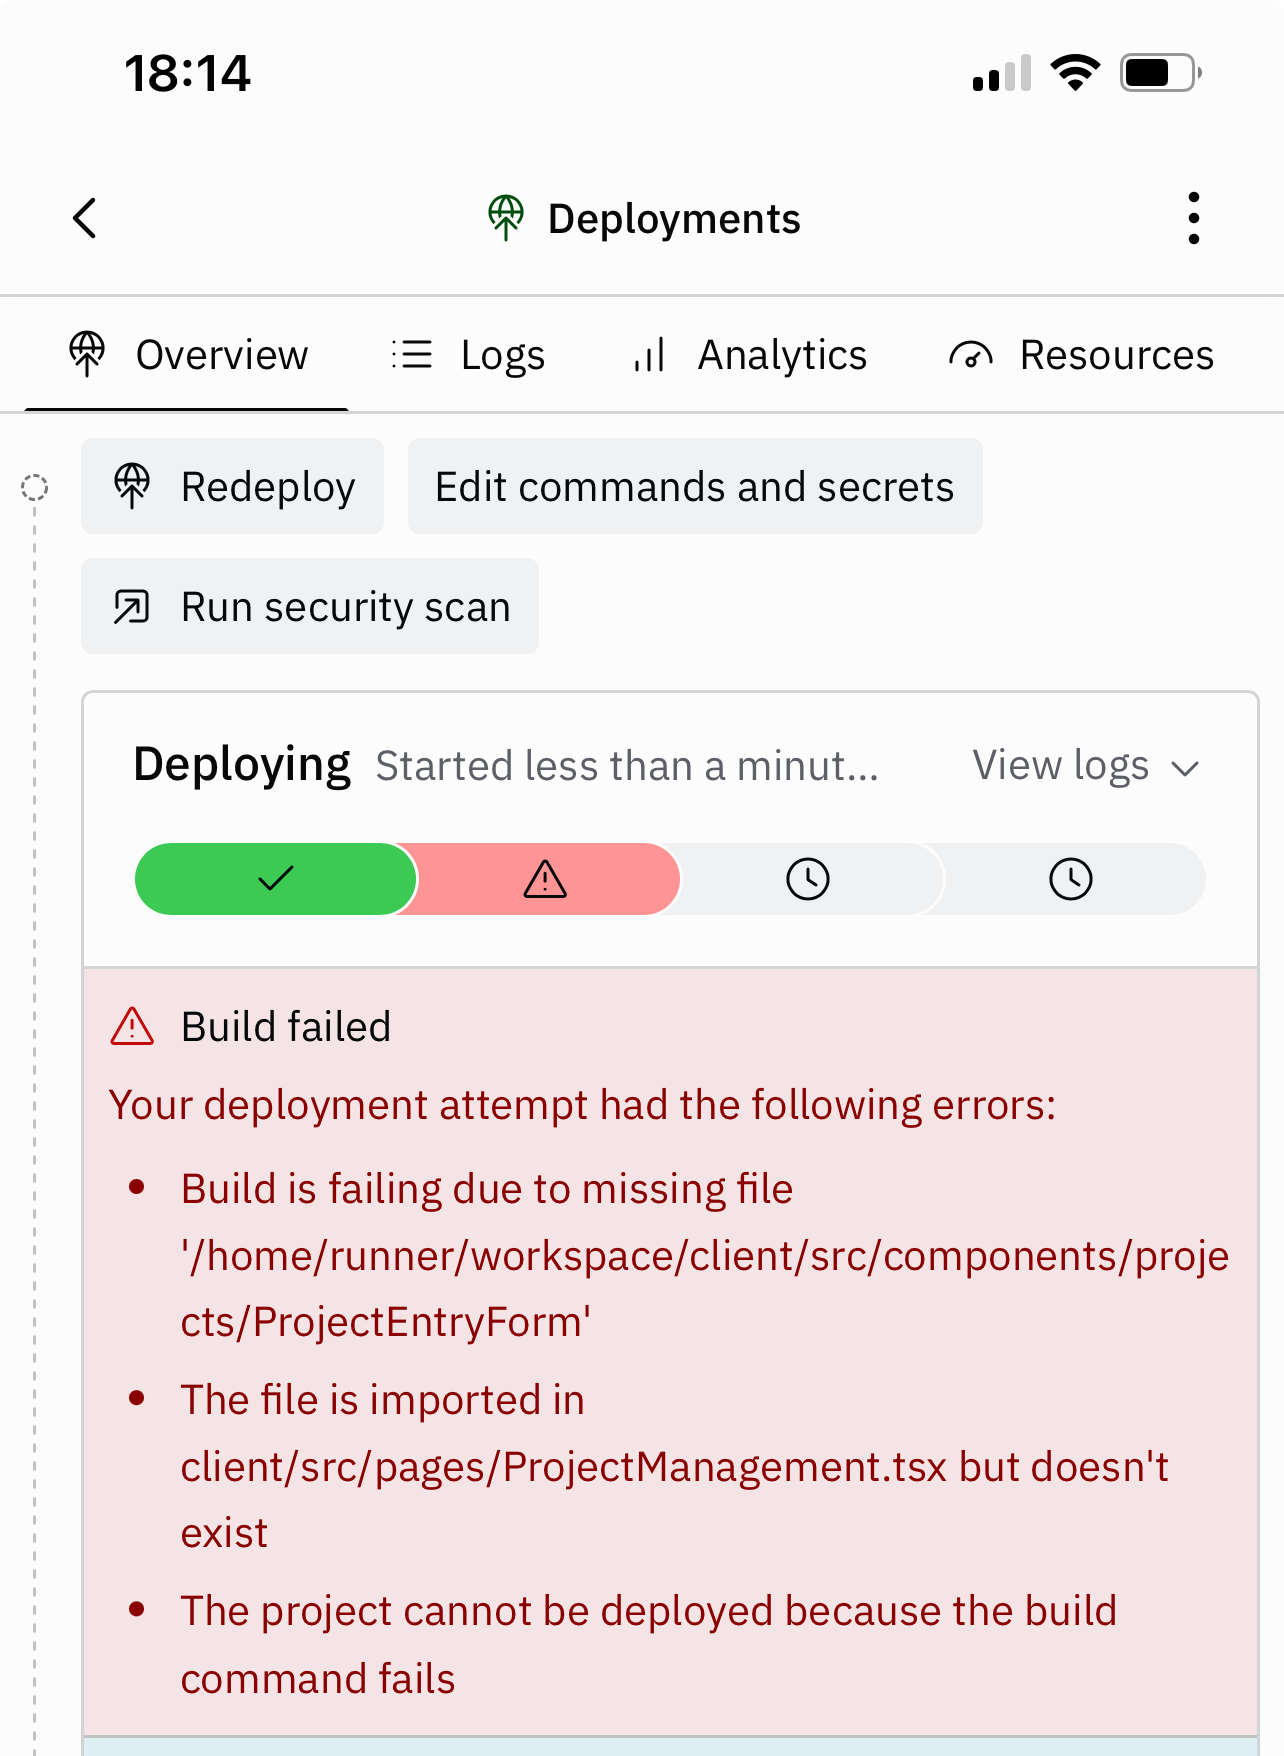 18:14
Deployments
Overview Logs Analytics Resources
Redeploy Edit commands and secrets
Run security scan
Deploying Started less than a minut... View logs
Build failed
Your deployment attempt had the following errors:
• Build is failing due to missing file
'/home/runner/workspace/client/src/components/proje
cts/ProjectEntryForm'
• The file is imported in
client/src/pages/ProjectManagement.tsx but doesn't
exist
• The project cannot be deployed because the build
command fails